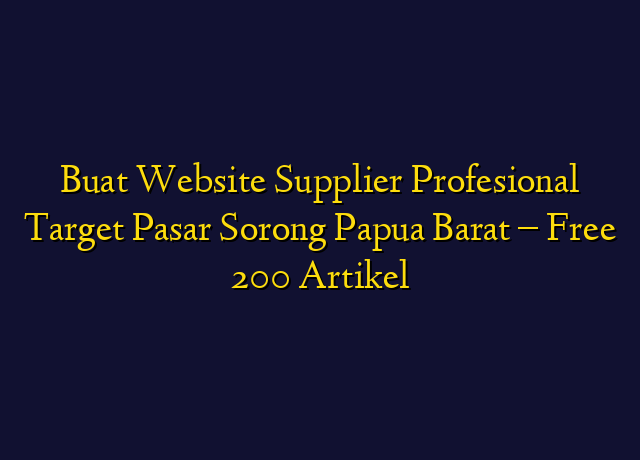 Buat Website Supplier Profesional
Target Pasar Sorong Papua Barat – Free
200 Artikel